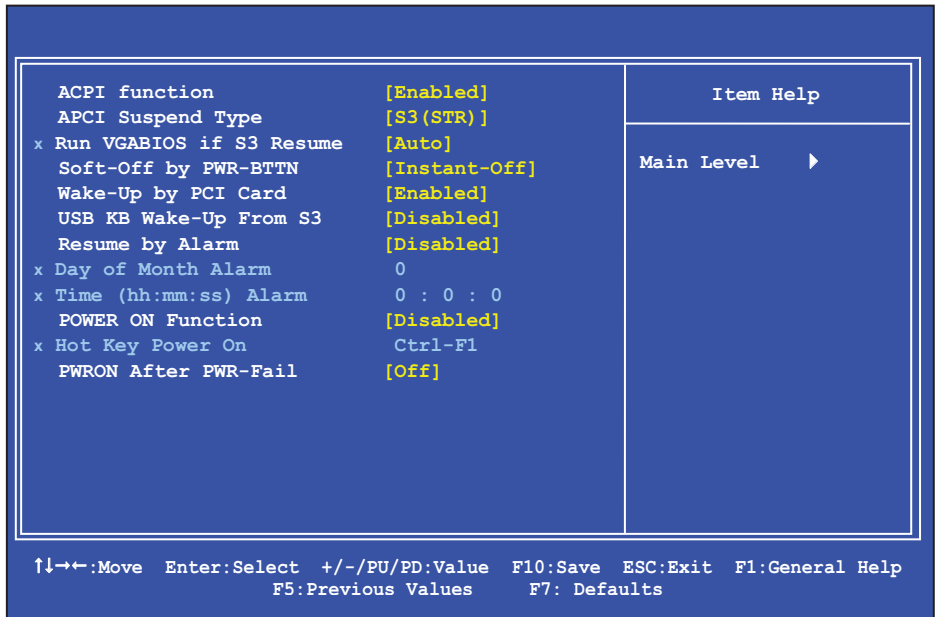 ACPI function [Enabled]
APCI Suspend Type [S3(STR)]
x Run VGABIOS if S3 Resume [Auto]
Soft-Off by PWR-BTTN [Instant-Off]
Wake-Up by PCI Card [Enabled]
USB KB Wake-Up From S3 [Disabled]
Resume by Alarm [Disabled]
x Day of Month Alarm 0
x Time (hh:mm:ss) Alarm 0 : 0 : 0
POWER ON Function [Disabled]
x Hot Key Power On Ctrl-F1
PWRON After PWR-Fail [Off]
Item Help
Main Level ▶
↑↓→←:Move Enter:Select +/-/PU/PD:Value F10:Save ESC:Exit F1:General Help
F5:Previous Values F7: Defaults